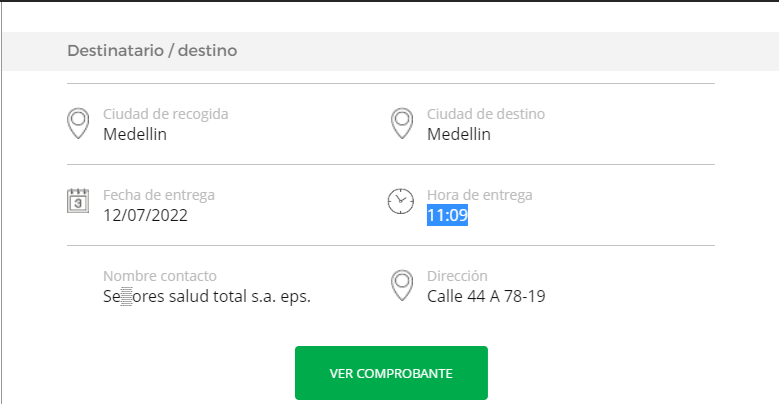 Destinatario / destino
Ciudad de recogida
Medellin
Ciudad de destino
Medellin
Fecha de entrega
12/07/2022
Hora de entrega
11:09
Nombre contacto
Se▒ores salud total s.a. eps.
Dirección
Calle 44 A 78-19
VER COMPROBANTE